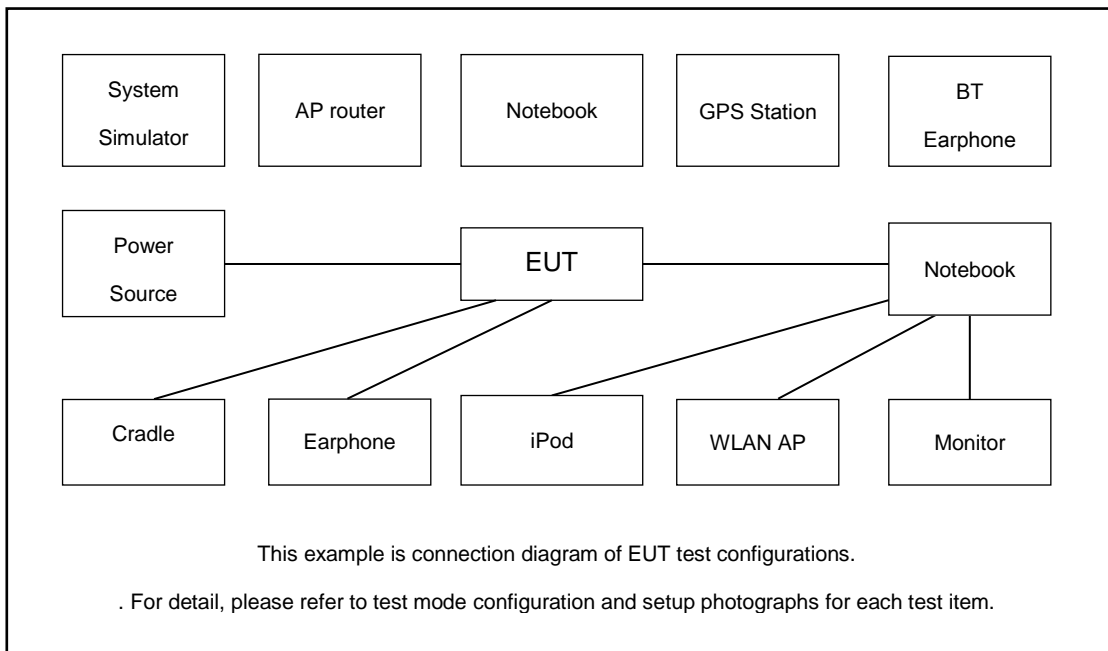 System
Simulator
AP router
Notebook
GPS Station
BT
Earphone
Power
Source
EUT
Notebook
Cradle
Earphone
iPod
WLAN AP
Monitor
This example is connection diagram of EUT test configurations.
. For detail, please refer to test mode configuration and setup photographs for each test item.